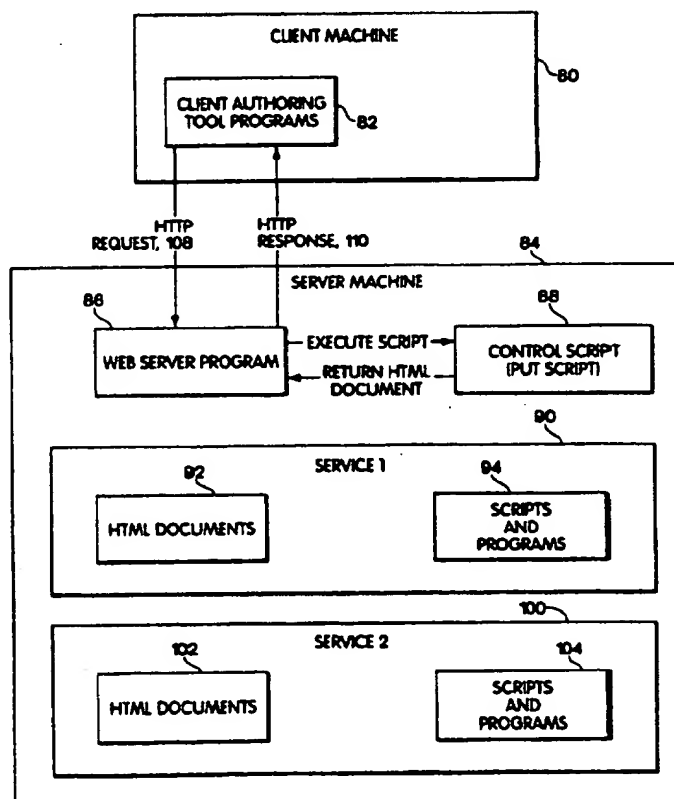 CLIENT MACHINE
80
CLIENT AUTHORING
TOOL PROGRAMS
82
HTTP
REQUEST, 108
HTTP
RESPONSE, 110
84
SERVER MACHINE
86
WEB SERVER PROGRAM
EXECUTE SCRIPT
RETURN HTML
DOCUMENT
88
CONTROL SCRIPT
(PUT SCRIPT)
90
SERVICE 1
92
HTML DOCUMENTS
94
SCRIPTS
AND
PROGRAMS
100
SERVICE 2
102
HTML DOCUMENTS
104
SCRIPTS
AND
PROGRAMS